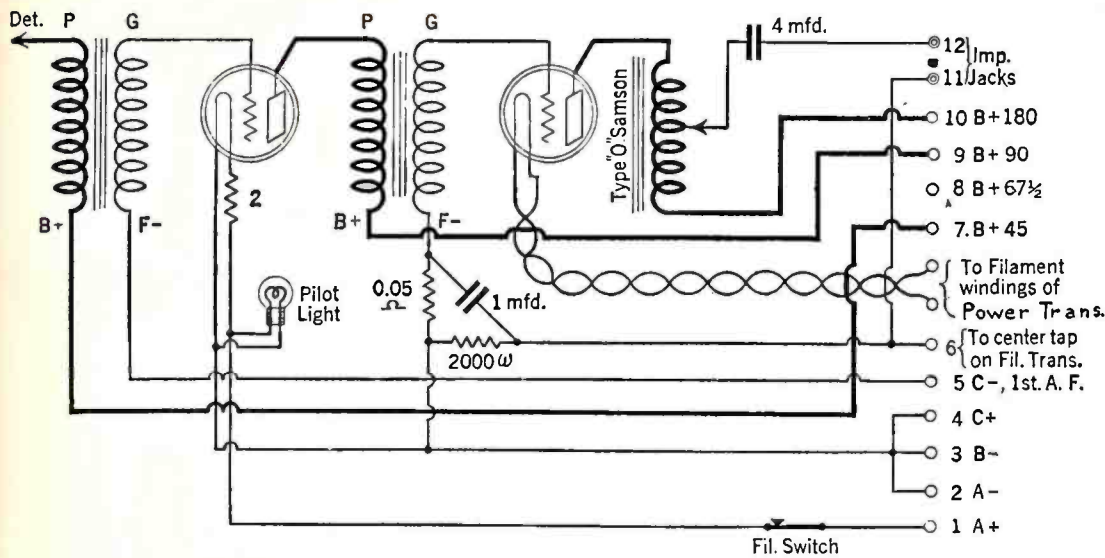 Det. P G P G
4 mfd.
12
11
Imp.
Jacks
Type "O" Samson
10 B+180
9 B+ 90
8 B+67½
7. B+ 45
2
B+ F- B+ F-
To Filament
windings of
Power Trans.
Pilot
Light
0.05
1 mfd.
2000 ω
6 To center tap
on Fil. Trans.
5 C-, 1st. A. F.
4 C+
3 B-
2 A-
1 A+
Fil. Switch